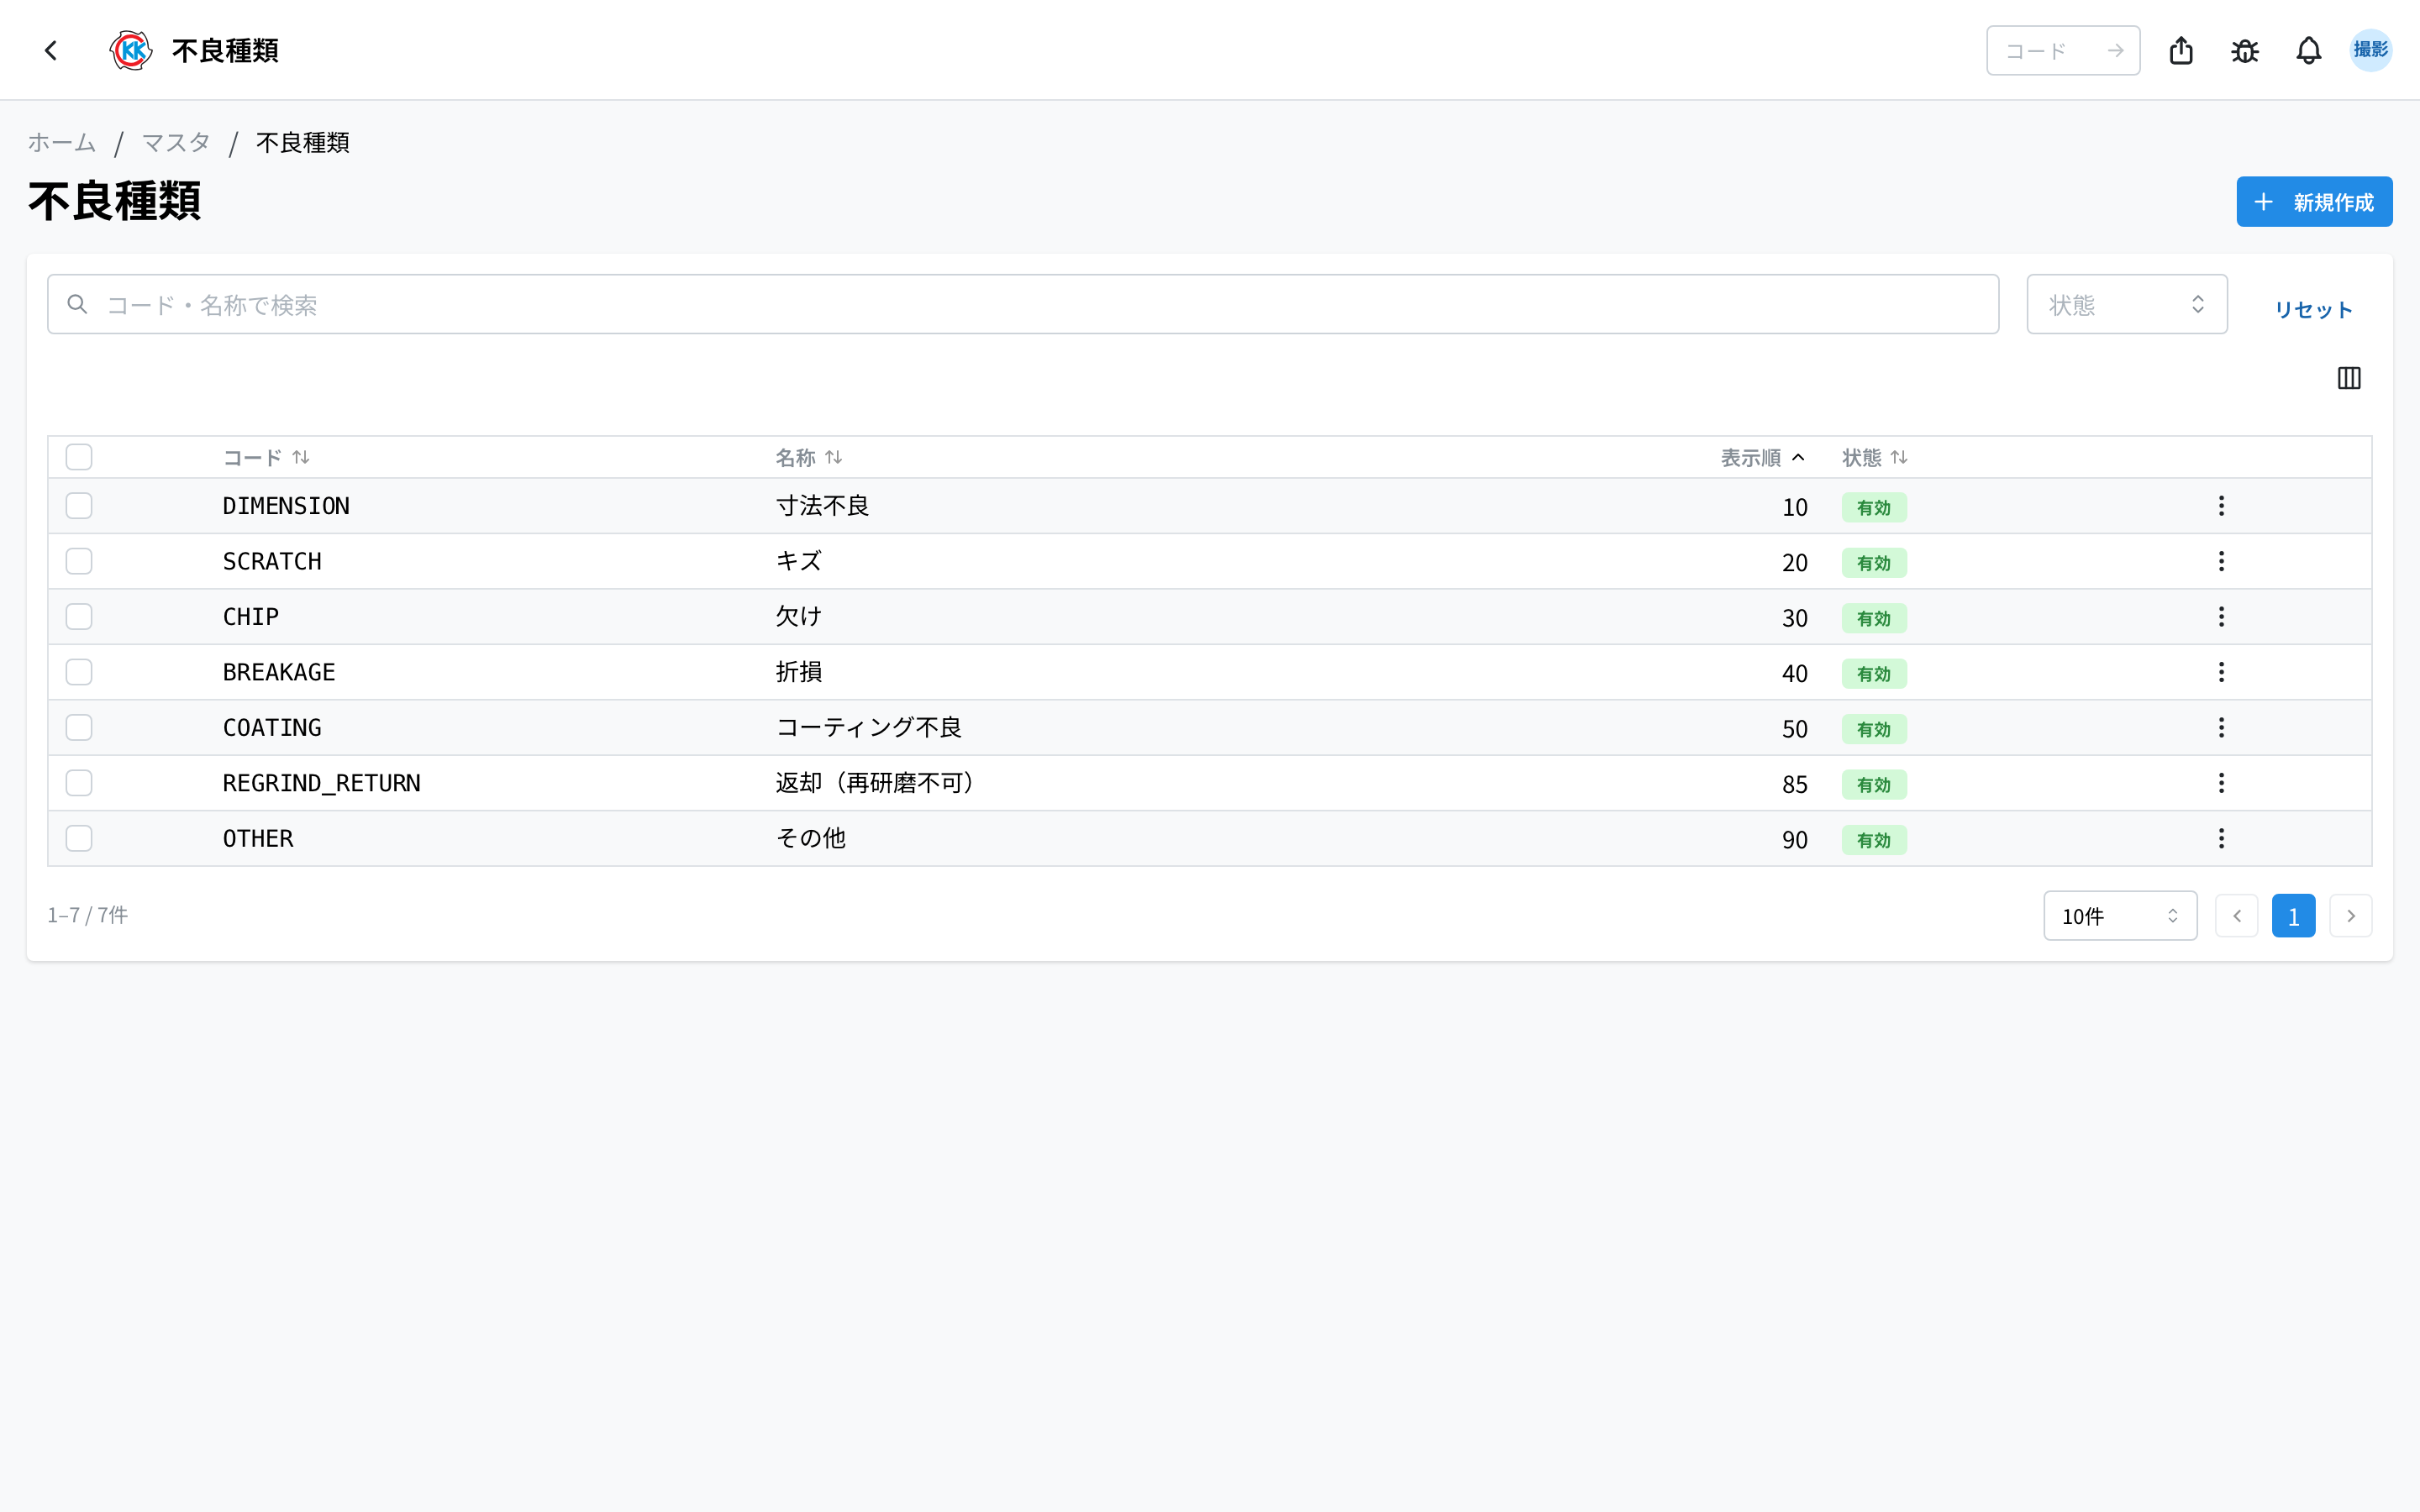 KK 不良種類 コード 撮影
ホーム / マスタ / 不良種類
不良種類
新規作成
コード・名称で検索 状態 リセット
コード 名称 表示順 状態
DIMENSION 寸法不良 10 有効
SCRATCH キズ 20 有効
CHIP 欠け 30 有効
BREAKAGE 折損 40 有効
COATING コーティング不良 50 有効
REGRIND_RETURN 返却（再研磨不可） 85 有効
OTHER その他 90 有効
1–7 / 7件 10件 1